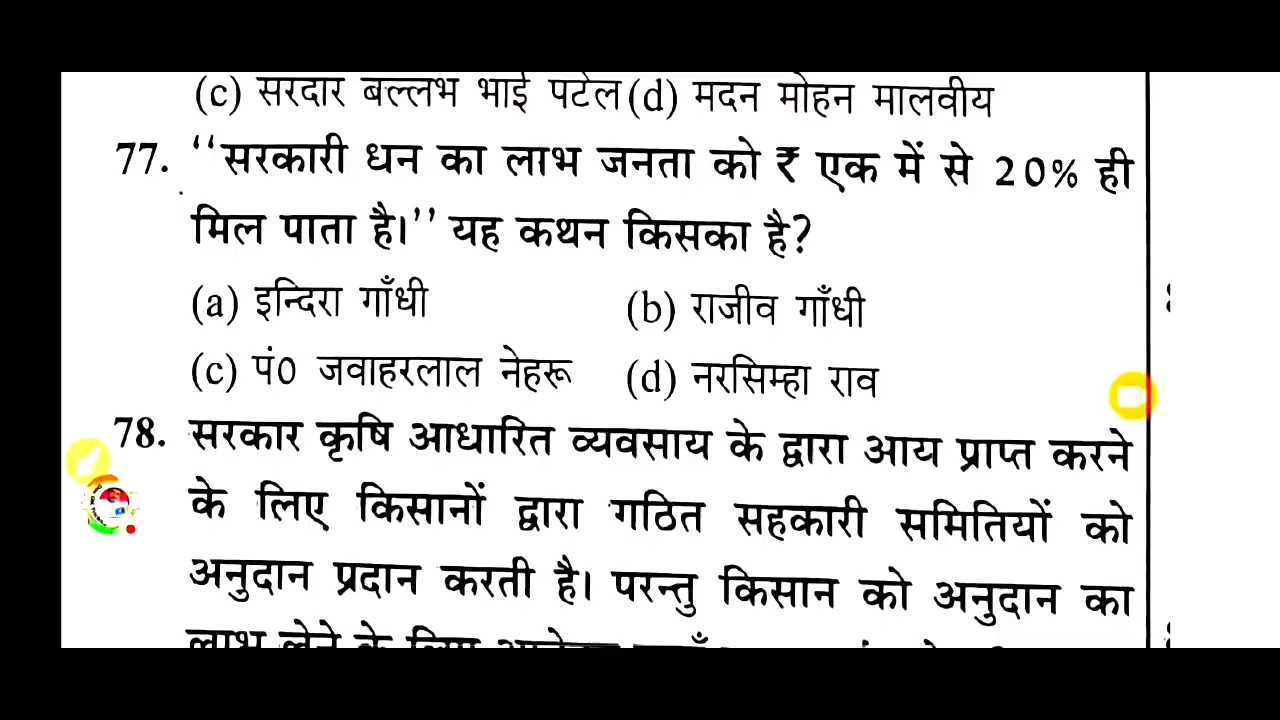 (c) सरदार बल्लभ भाई पटेल (d) मदन मोहन मालवीय
77. ‘‘सरकारी धन का लाभ जनता को ₹ एक में से 20% ही
मिल पाता है।’’ यह कथन किसका है?
(a) इन्दिरा गाँधी (b) राजीव गाँधी
(c) पं0 जवाहरलाल नेहरू (d) नरसिम्हा राव
78. सरकार कृषि आधारित व्यवसाय के द्वारा आय प्राप्त करने
के लिए किसानों द्वारा गठित सहकारी समितियों को
अनुदान प्रदान करती है। परन्तु किसान को अनुदान का
लाभ लेने के लिए